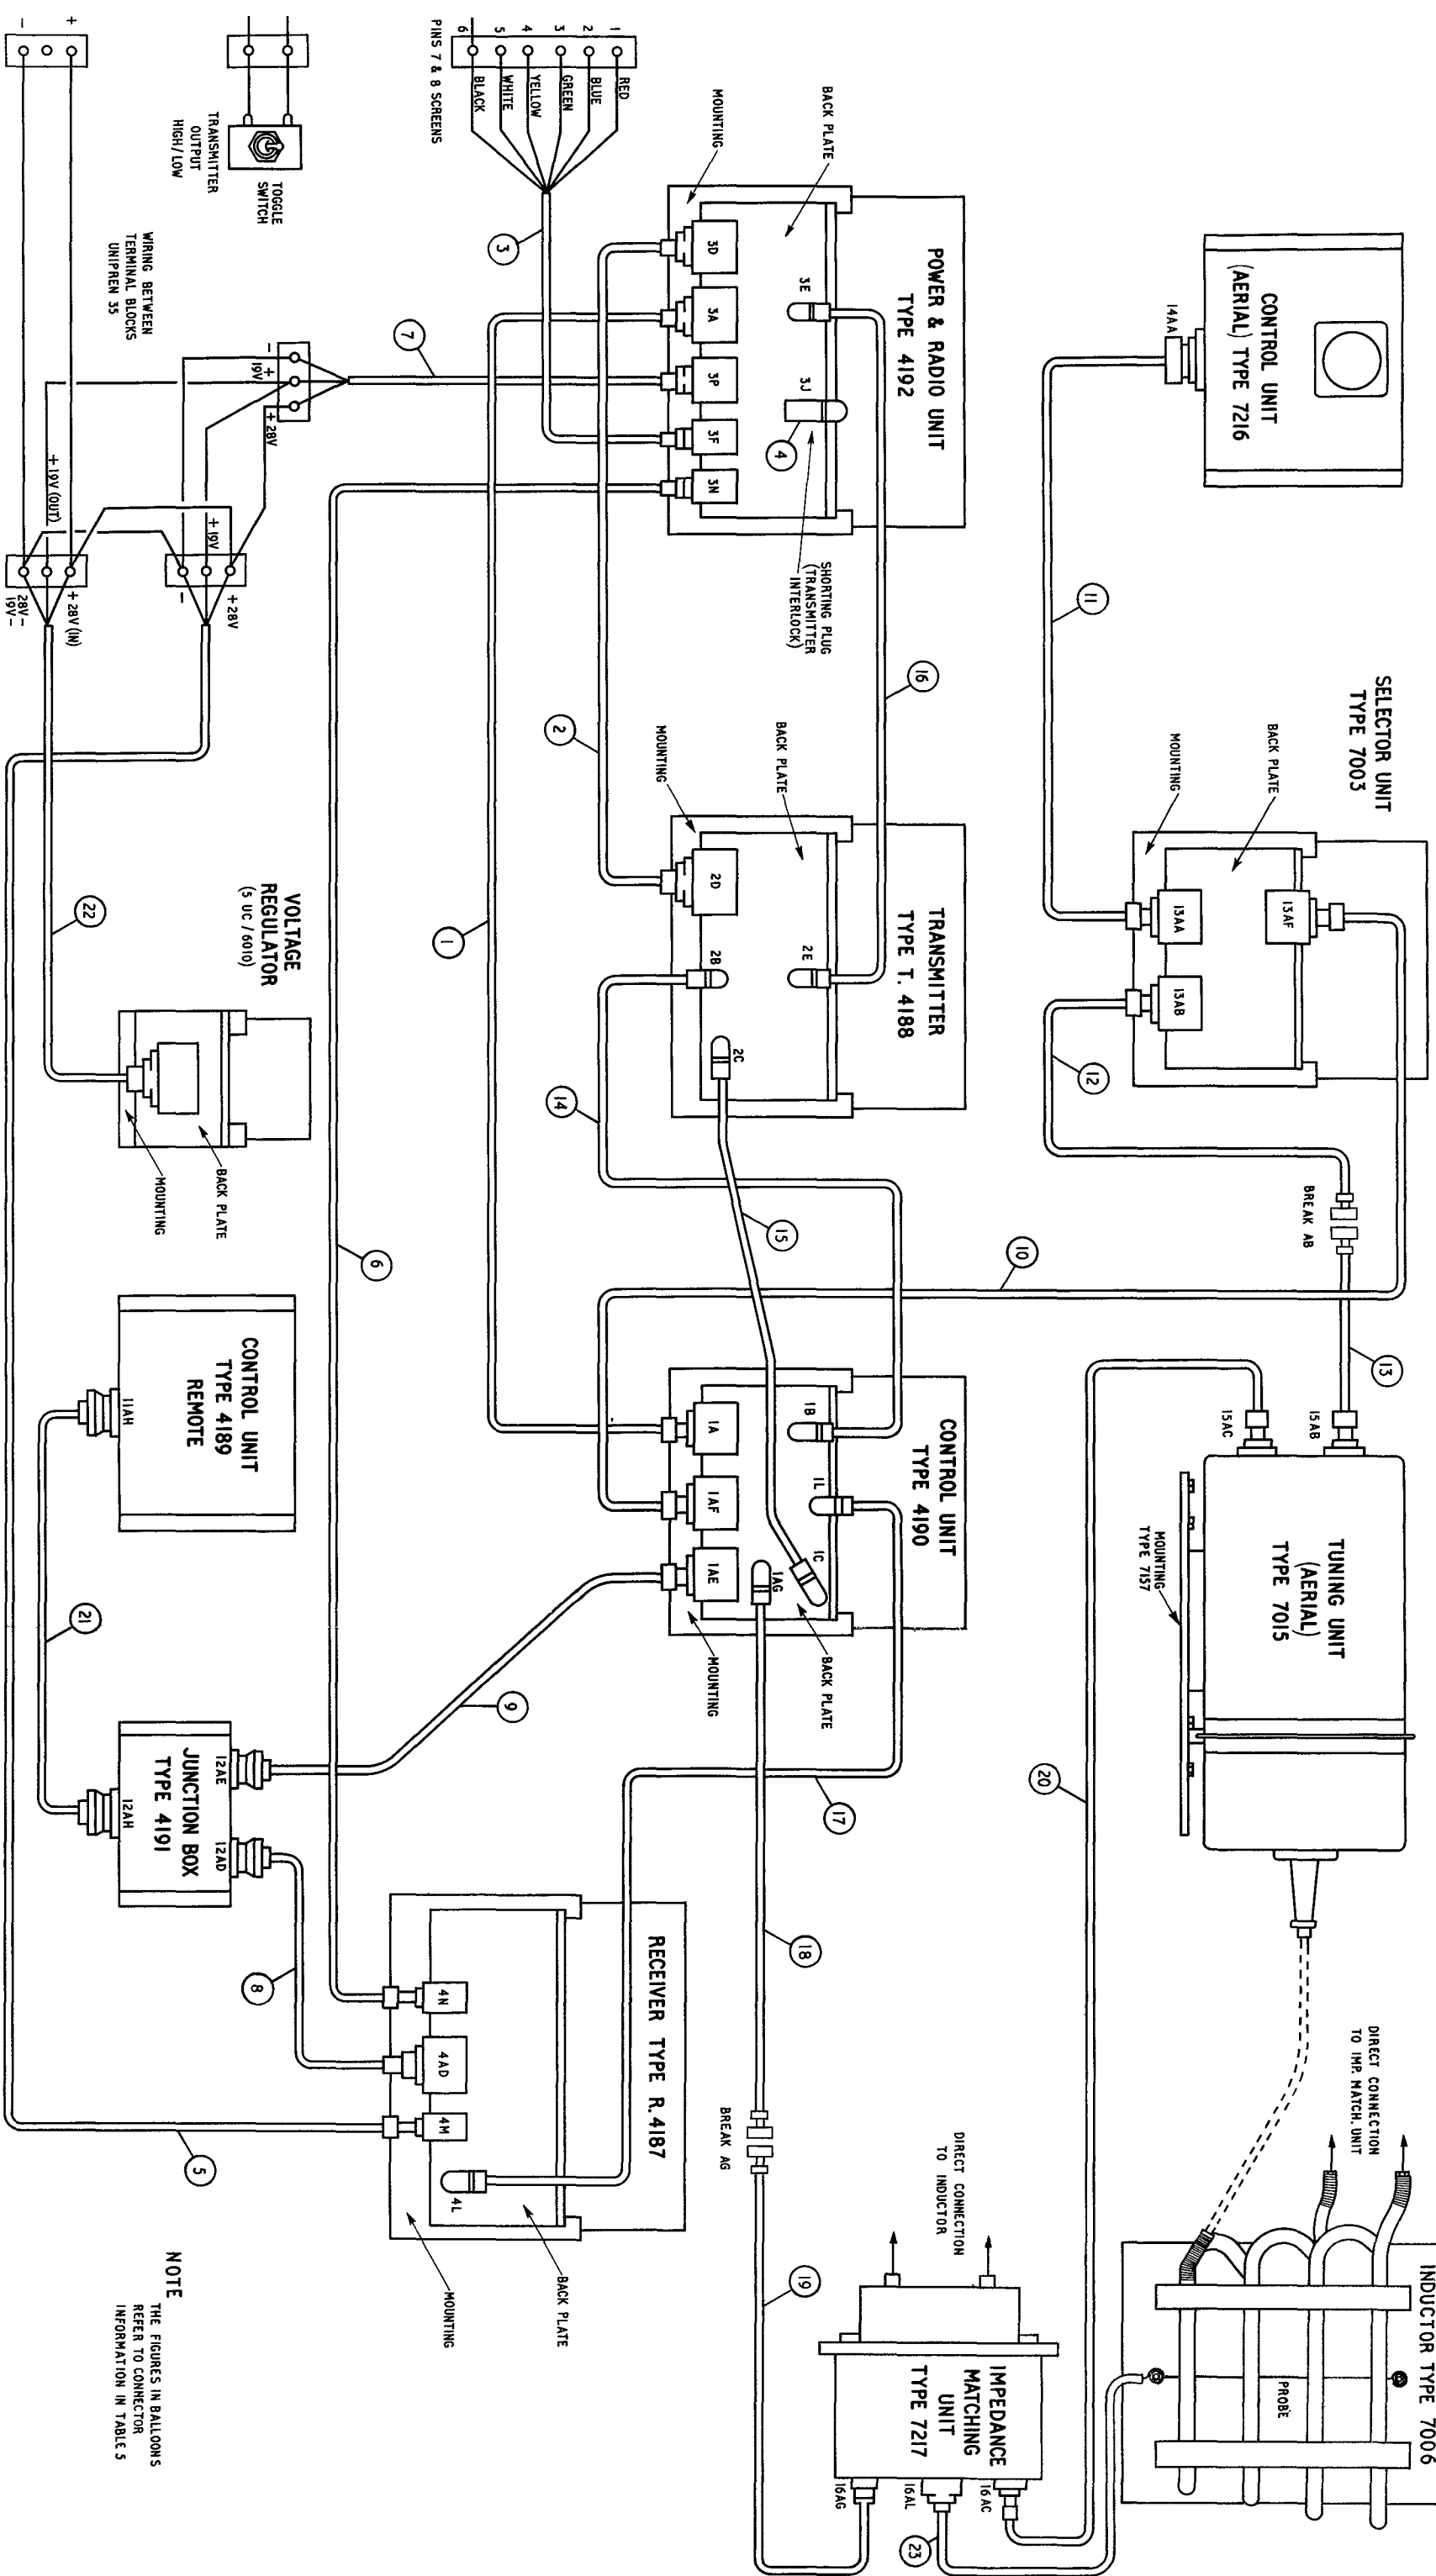 CONTROL UNIT
(AERIAL) TYPE 7216
14AA
11
SELECTOR UNIT
TYPE 7003
BACK PLATE
MOUNTING
13AF
13AA
13AB
12
BREAK AB
13
15AB
15AC
TUNING UNIT
(AERIAL)
TYPE 7015
MOUNTING
TYPE 7157
20
DIRECT CONNECTION
TO IMP. MATCH. UNIT
INDUCTOR TYPE 7006
PROBE
POWER & RADIO UNIT
TYPE 4192
BACK PLATE
MOUNTING
3E
3J
4
3D
3A
3P
3F
3N
SHORTING PLUG
(TRANSMITTER
INTERLOCK)
16
TRANSMITTER
TYPE T. 4188
BACK PLATE
MOUNTING
2D
2B
2E
2C
14
15
10
CONTROL UNIT
TYPE 4190
1B
1L
1C
1A
1AF
1AE
1AG
BACK PLATE
MOUNTING
17
18
BREAK AG
19
DIRECT CONNECTION
TO INDUCTOR
IMPEDANCE
MATCHING
UNIT
TYPE 7217
16AG
16AL
16AC
23
1
RED
2
BLUE
3
GREEN
4
YELLOW
5
WHITE
6
BLACK
PINS 7 & 8 SCREENS
3
7
2
1
6
9
RECEIVER TYPE R.4187
4N
4AD
4M
4L
BACK PLATE
MOUNTING
TOGGLE
SWITCH
TRANSMITTER
OUTPUT
HIGH/LOW
WIRING BETWEEN
TERMINAL BLOCKS
UNIPREN 35
-
+
19V
+ 28V
+ 19V
-
+ 28V
+ 19V (OUT)
+ 28V (IN)
28V -
19V -
+
-
22
VOLTAGE
REGULATOR
(5 UC / 6010)
BACK PLATE
MOUNTING
CONTROL UNIT
TYPE 4189
REMOTE
11AH
21
JUNCTION BOX
TYPE 4191
12AE
12AD
12AH
8
5
NOTE
THE FIGURES IN BALLOONS
REFER TO CONNECTOR
INFORMATION IN TABLE 5